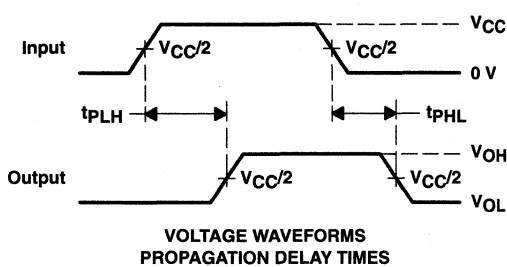 VCC
Input
VCC/2
VCC/2
0 V
tPLH
tPHL
VOH
Output
VCC/2
VCC/2
VOL
VOLTAGE WAVEFORMS
PROPAGATION DELAY TIMES